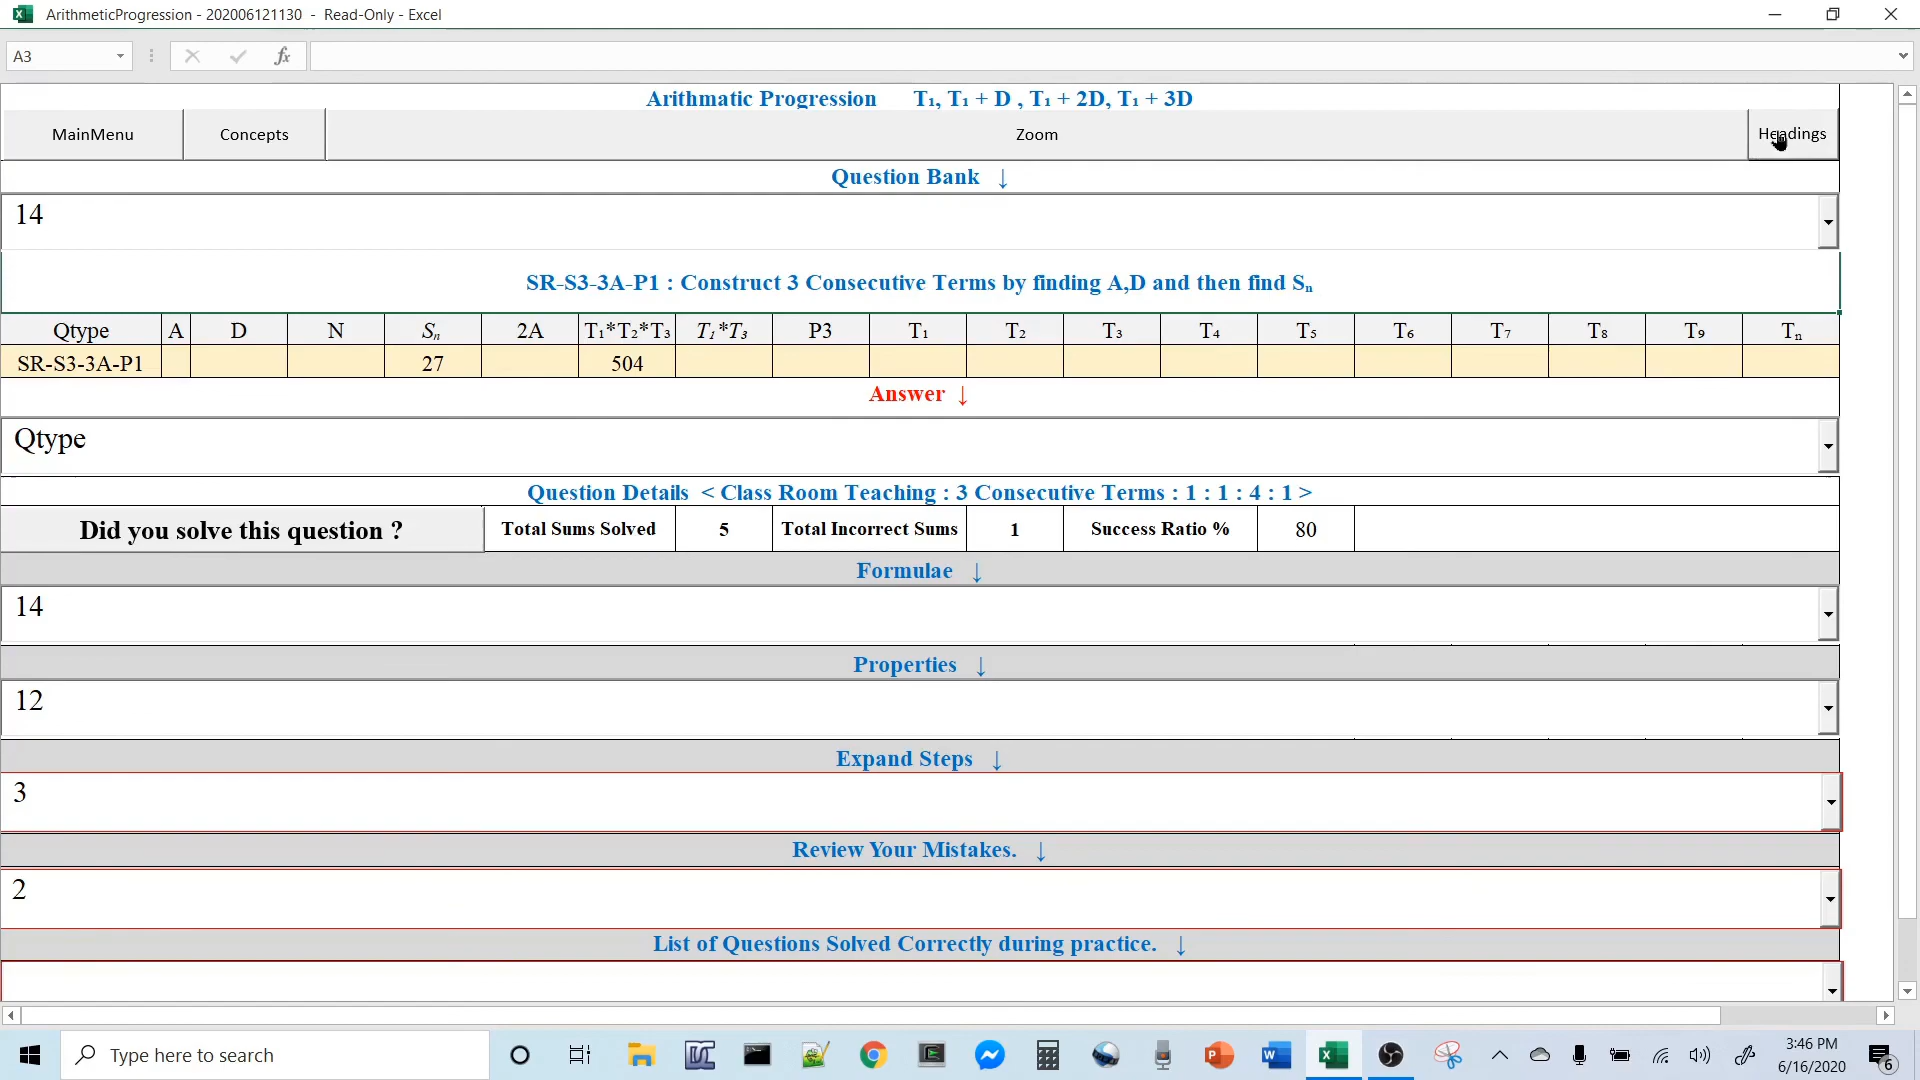 ArithmeticProgression - 202006121130 - Read-Only - Excel
A3
fx
Arithmatic Progression T₁, T₁ + D , T₁ + 2D, T₁ + 3D
MainMenu Concepts Zoom Headings
Question Bank ↓
14
SR-S3-3A-P1 : Construct 3 Consecutive Terms by finding A,D and then find Sₙ
Qtype A D N Sₙ 2A T₁*T₂*T₃ T₁*T₃ P3 T₁ T₂ T₃ T₄ T₅ T₆ T₇ T₈ T₉ Tₙ
SR-S3-3A-P1 27 504
Answer ↓
Qtype
Question Details < Class Room Teaching : 3 Consecutive Terms : 1 : 1 : 4 : 1 >
Did you solve this question ? Total Sums Solved 5 Total Incorrect Sums 1 Success Ratio % 80
Formulae ↓
14
Properties ↓
12
Expand Steps ↓
3
Review Your Mistakes. ↓
2
List of Questions Solved Correctly during practice. ↓
Type here to search
3:46 PM
6/16/2020
6